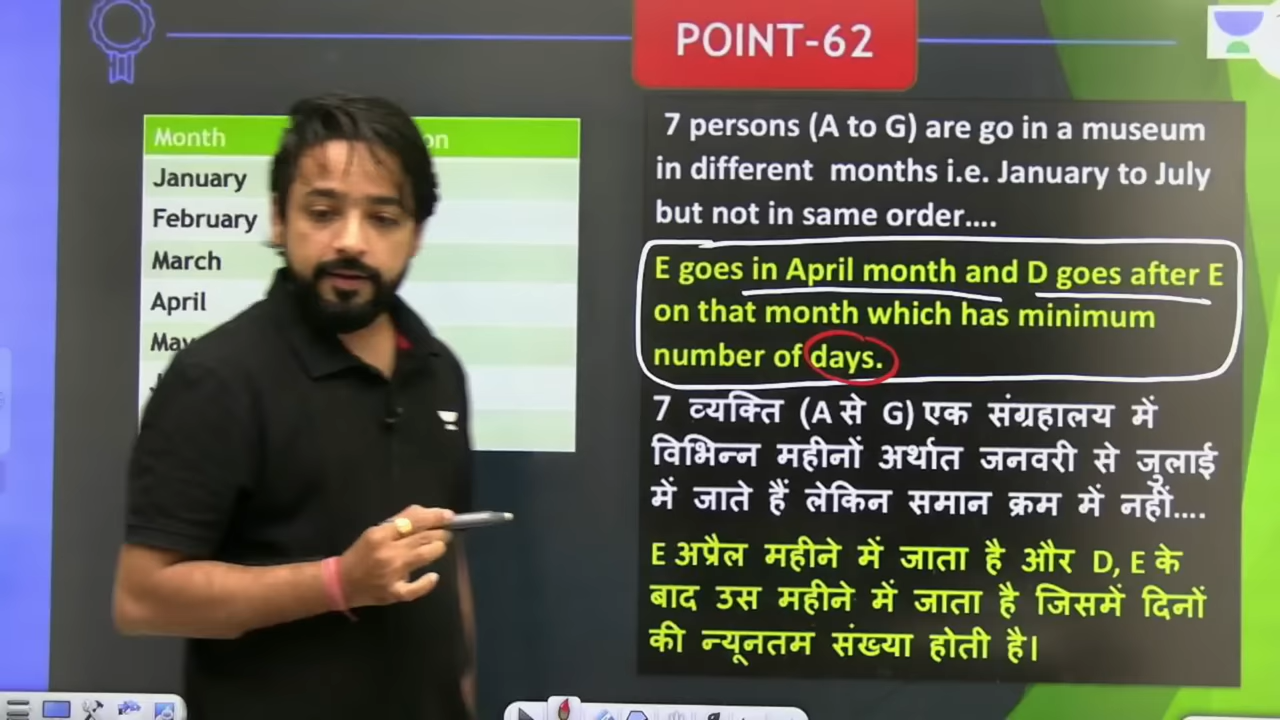 POINT-62
Month
on
January
February
March
April
May
7 persons (A to G) are go in a museum
in different months i.e. January to July
but not in same order....
E goes in April month and D goes after E
on that month which has minimum
number of days.
7 व्यक्ति (A से G) एक संग्रहालय में
विभिन्न महीनों अर्थात जनवरी से जुलाई
में जाते हैं लेकिन समान क्रम में नहीं....
E अप्रैल महीने में जाता है और D, E के
बाद उस महीने में जाता है जिसमें दिनों
की न्यूनतम संख्या होती है।